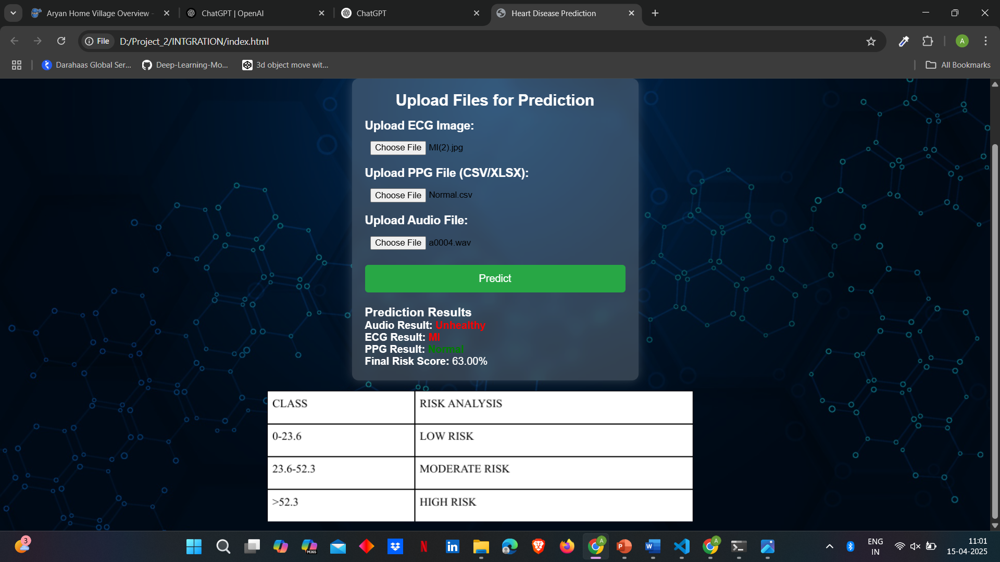 Aryan Home Village Overview -
ChatGPT | OpenAI
ChatGPT
Heart Disease Prediction
File
D:/Project_2/INTGRATION/index.html
A
Darahaas Global Ser...
Deep-Learning-Mo...
3d object move wit...
All Bookmarks
Upload Files for Prediction
Upload ECG Image:
Choose File MI(2).jpg
Upload PPG File (CSV/XLSX):
Choose File Normal.csv
Upload Audio File:
Choose File a0004.wav
Predict
Prediction Results
Audio Result: Unhealthy
ECG Result: MI
PPG Result: Normal
Final Risk Score: 63.00%
CLASS RISK ANALYSIS
0-23.6 LOW RISK
23.6-52.3 MODERATE RISK
>52.3 HIGH RISK
3
M365
N
in
A
P
W
A
ENG
IN
11:01
15-04-2025